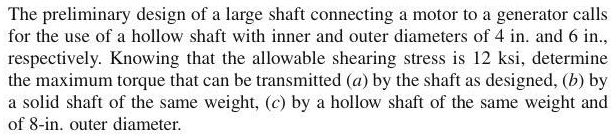 The preliminary design of a large shaft connecting a motor to a generator calls
for the use of a hollow shaft with inner and outer diameters of 4 in. and 6 in.,
respectively. Knowing that the allowable shearing stress is 12 ksi, determine
the maximum torque that can be transmitted (a) by the shaft as designed, (b) by
a solid shaft of the same weight, (c) by a hollow shaft of the same weight and
of 8-in. outer diameter.